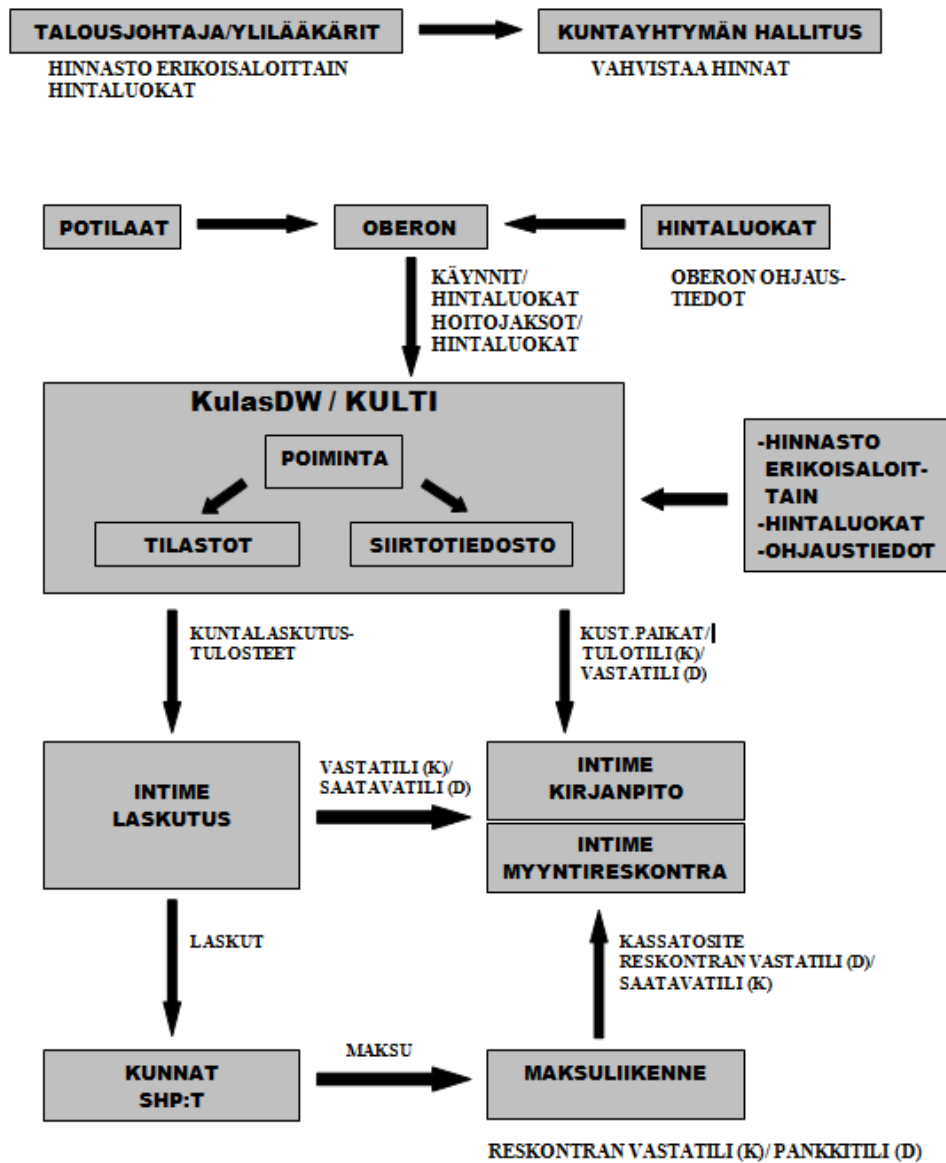 TALOUSJOHTAJA/YLILÄÄKÄRIT
KUNTAYHTYMÄN HALLITUS
HINNASTO ERIKOISALOITTAIN
HINTALUOKAT
VAHVISTAA HINNAT
POTILAAT
OBERON
HINTALUOKAT
KÄYNNIT/
HINTALUOKAT
HOITOJAKSOT/
HINTALUOKAT
OBERON OHJAUS-
TIEDOT
KulasDW / KULTI
POIMINTA
TILASTOT
SIIRTOTIEDOSTO
-HINNASTO
ERIKOISALOIT-
TAIN
-HINTALUOKAT
-OHJAUSTIEDOT
KUNTALASKUTUS-
TULOSTEET
KUST.PAIKAT/
TULOTILI (K)/
VASTATILI (D)
INTIME
LASKUTUS
VASTATILI (K)/
SAATAVATILI (D)
INTIME
KIRJANPITO
INTIME
MYYNTIRESKONTRA
LASKUT
KASSATOSITE
RESKONTRAN VASTATILI (D)/
SAATAVATILI (K)
KUNNAT
SHP:T
MAKSU
MAKSULIIKENNE
RESKONTRAN VASTATILI (K)/ PANKKITILI (D)